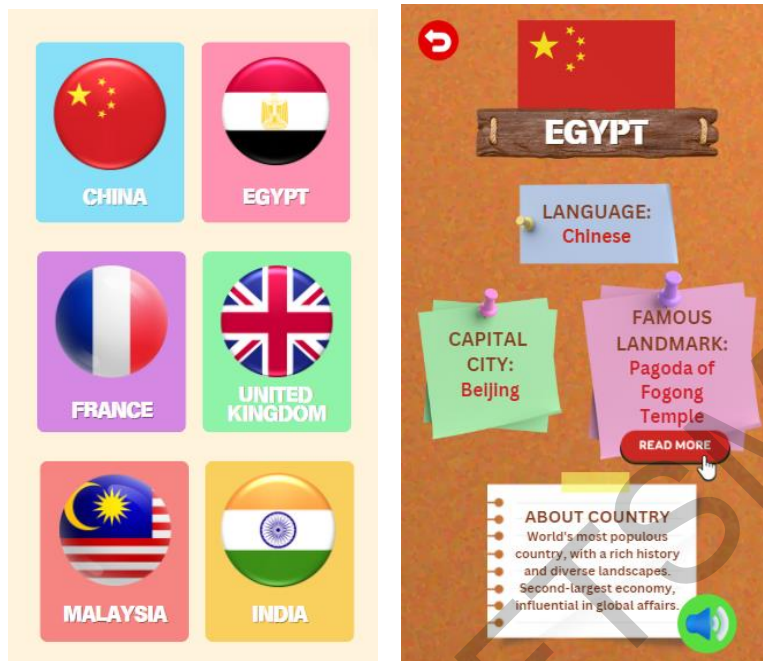 CHINA
EGYPT
FRANCE
UNITED
KINGDOM
MALAYSIA
INDIA
EGYPT
LANGUAGE:
Chinese
CAPITAL
CITY:
Beijing
FAMOUS
LANDMARK:
Pagoda of
Fogong
Temple
READ MORE
ABOUT COUNTRY
World's most populous
country, with a rich history
and diverse landscapes.
Second-largest economy,
influential in global affairs.